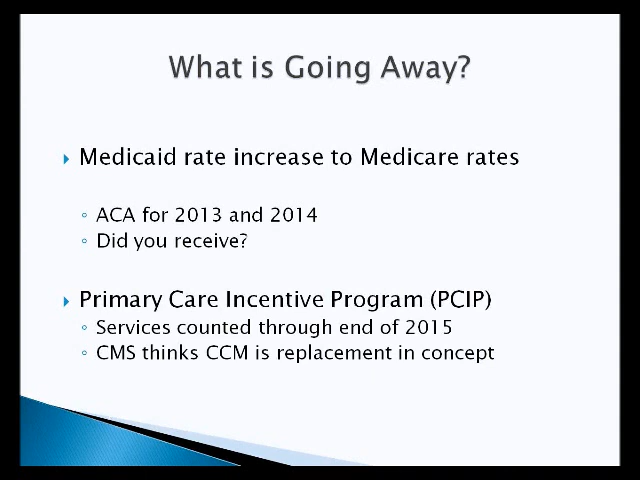 What is Going Away?
Medicaid rate increase to Medicare rates
ACA for 2013 and 2014
Did you receive?
Primary Care Incentive Program (PCIP)
Services counted through end of 2015
CMS thinks CCM is replacement in concept